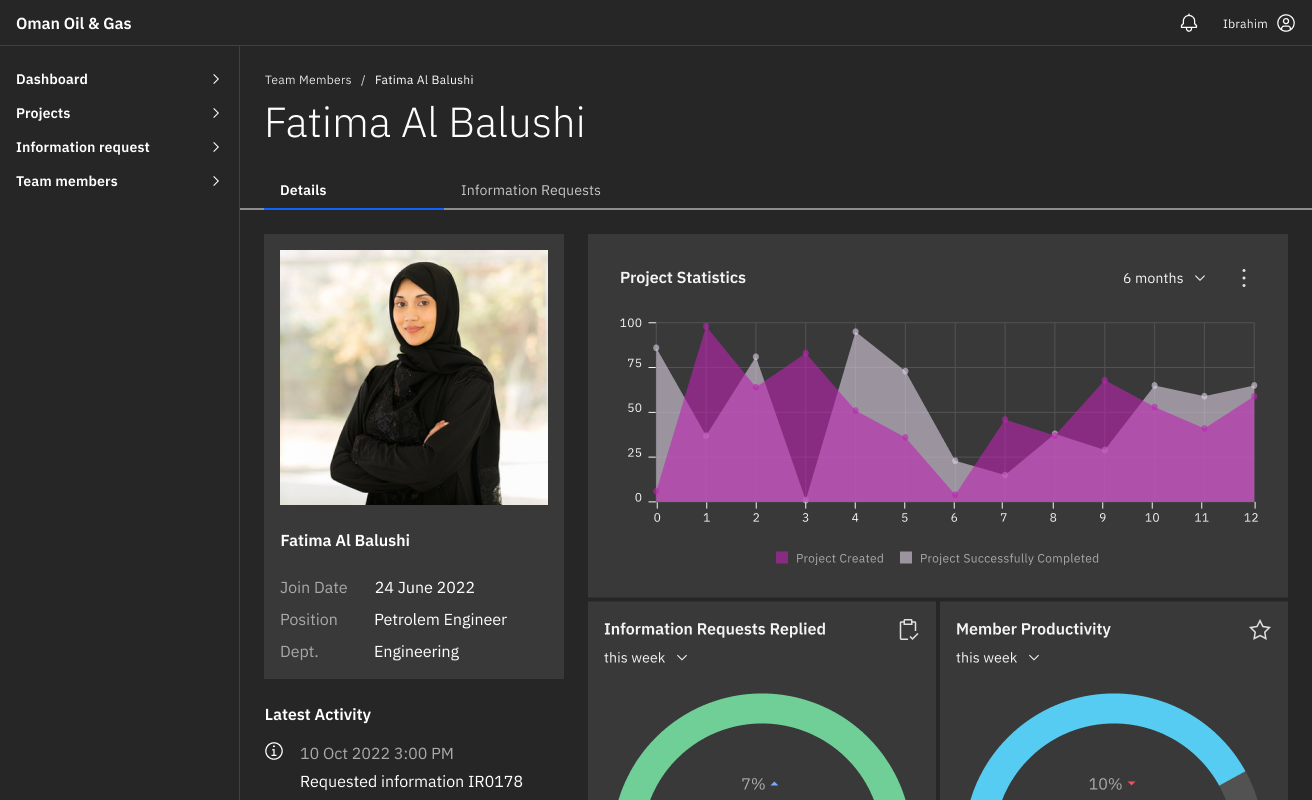 Oman Oil & Gas
Ibrahim
Dashboard
Projects
Information request
Team members
Team Members / Fatima Al Balushi
Fatima Al Balushi
Details
Information Requests
Fatima Al Balushi
Join Date 24 June 2022
Position Petrolem Engineer
Dept. Engineering
Latest Activity
10 Oct 2022 3:00 PM
Requested information IR0178
Project Statistics
6 months
100
75
50
25
0
0 1 2 3 4 5 6 7 8 9 10 11 12
Project Created Project Successfully Completed
Information Requests Replied
this week
7%
Member Productivity
this week
10%